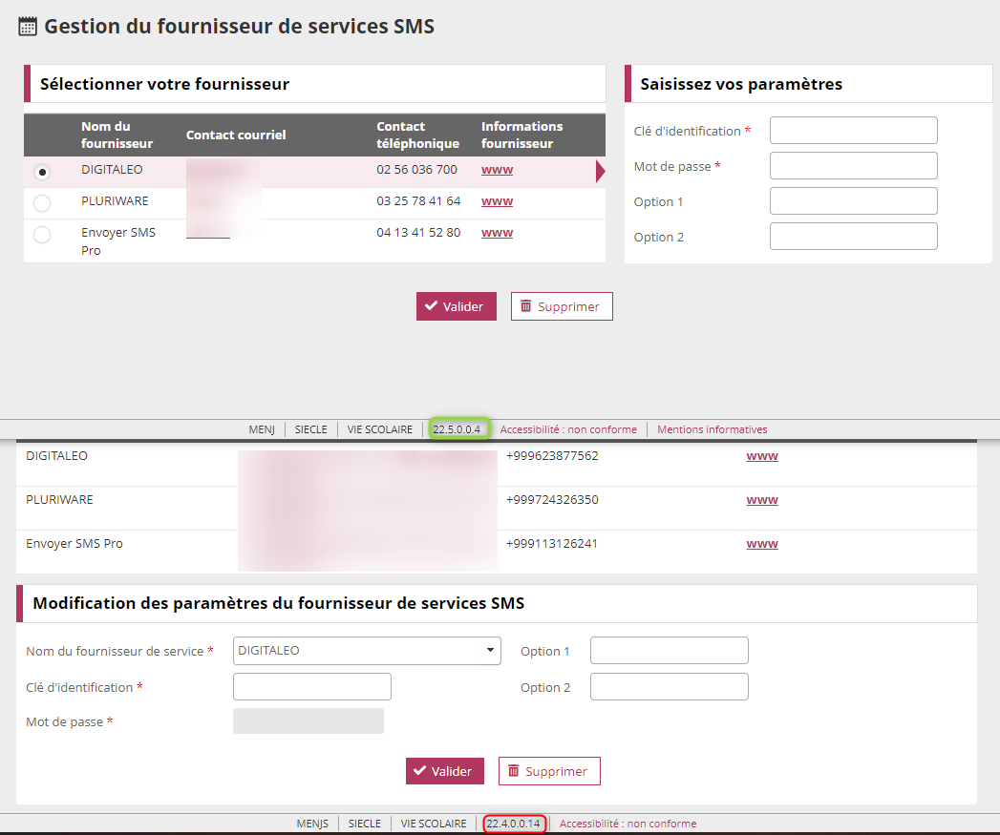 Gestion du fournisseur de services SMS
Sélectionner votre fournisseur
Nom du fournisseur Contact courriel Contact téléphonique Informations fournisseur
DIGITALEO 02 56 036 700 www
PLURIWARE 03 25 78 41 64 www
Envoyer SMS Pro 04 13 41 52 80 www
Saisissez vos paramètres
Clé d'identification *
Mot de passe *
Option 1
Option 2
Valider Supprimer
MENJ SIECLE VIE SCOLAIRE 22.5.0.0.4 Accessibilité : non conforme Mentions informatives
DIGITALEO +999623877562 www
PLURIWARE +999724326350 www
Envoyer SMS Pro +999113126241 www
Modification des paramètres du fournisseur de services SMS
Nom du fournisseur de service * DIGITALEO Option 1
Clé d'identification * Option 2
Mot de passe *
Valider Supprimer
MENJS SIECLE VIE SCOLAIRE 22.4.0.0.14 Accessibilité : non conforme